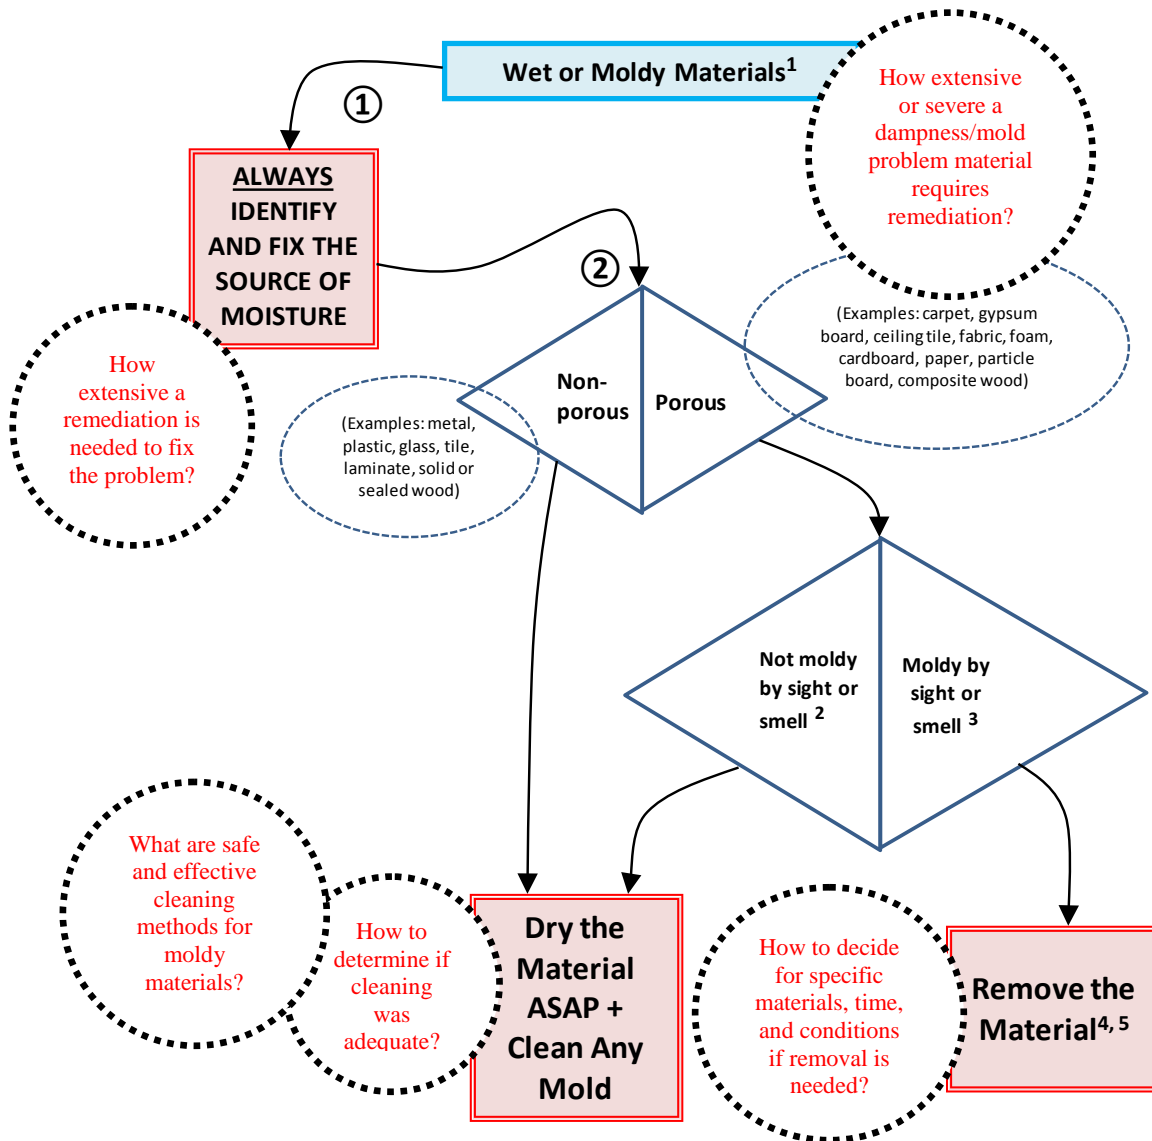 Wet or Moldy Materials1
How extensive
or severe a
dampness/mold
problem material
requires
remediation?
①
ALWAYS
IDENTIFY
AND FIX THE
SOURCE OF
MOISTURE
②
(Examples: carpet, gypsum
board, ceiling tile, fabric, foam,
cardboard, paper, particle
board, composite wood)
How
extensive a
remediation is
needed to fix
the problem?
Non-
porous
Porous
(Examples: metal,
plastic, glass, tile,
laminate, solid or
sealed wood)
Not moldy
by sight or
smell 2
Moldy by
sight or
smell 3
What are safe
and effective
cleaning
methods for
moldy
materials?
How to
determine if
cleaning
was
adequate?
Dry the
Material
ASAP +
Clean Any
Mold
How to decide
for specific
materials, time,
and conditions
if removal is
needed?
Remove the
Material4, 5